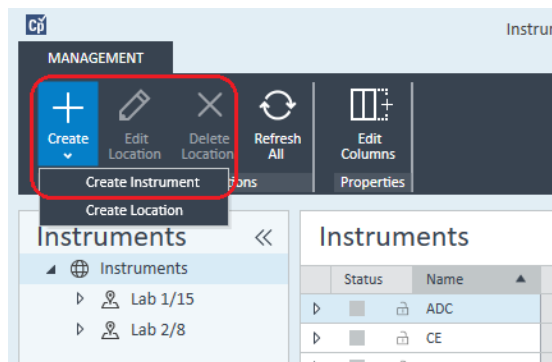 Cp
Instru
MANAGEMENT
Create
Edit Location
Delete Location
Refresh All
Edit Columns
Create Instrument
ons
Properties
Create Location
Instruments
Instruments
Instruments
Status
Name
Lab 1/15
ADC
Lab 2/8
CE